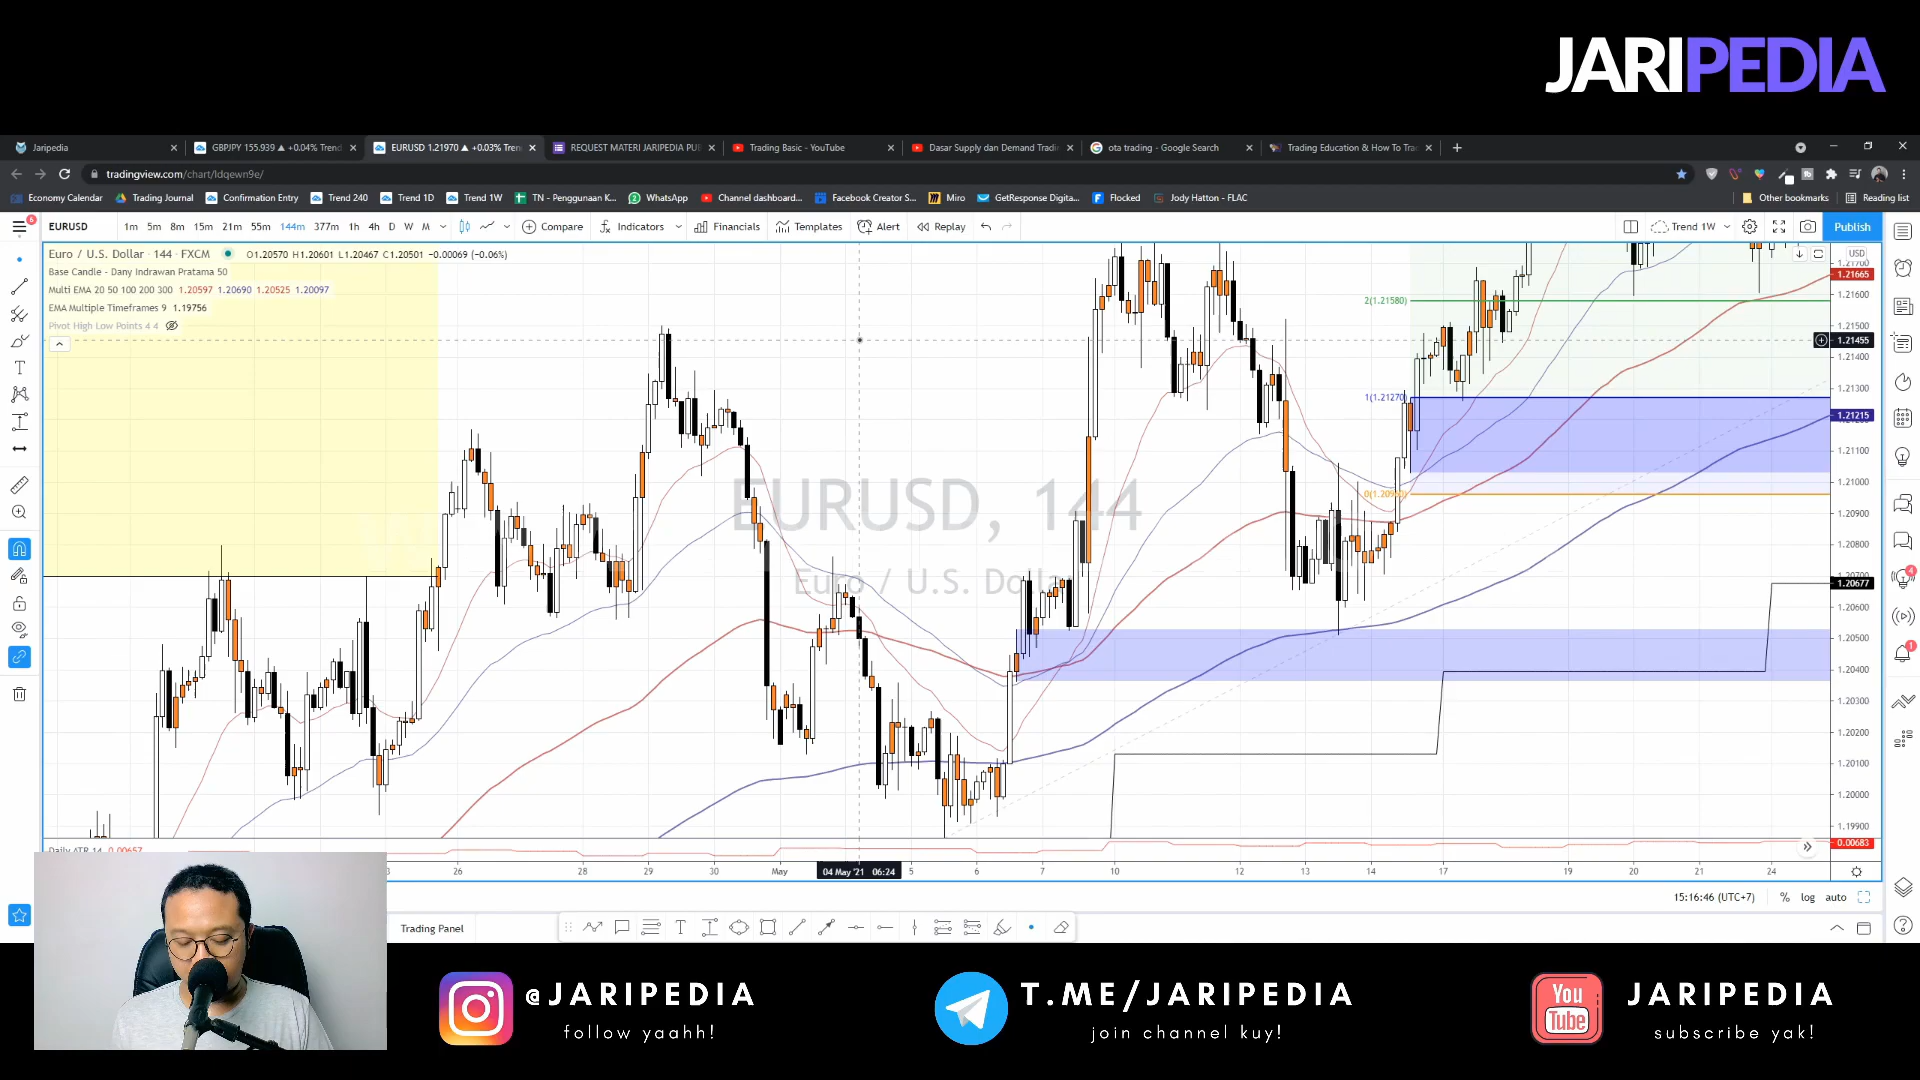 JARIPEDIA
Jaripedia
GBPJPY 155.939 ▲ +0.04% Trend
EURUSD 1.21970 ▲ +0.03% Tren
REQUEST MATERI JARIPEDIA PU
Trading Basic - YouTube
Dasar Supply dan Demand Tradi
ota trading - Google Search
Trading Education & How To Tra
tradingview.com/chart/ldqewn9e/
Economy Calendar
Trading Journal
Confirmation Entry
Trend 240
Trend 1D
Trend 1W
TN - Penggunaan K...
WhatsApp
Channel dashboard...
Facebook Creator S...
Miro
GetResponse Digita...
Flocked
Jody Hatton - FLAC
Other bookmarks
Reading list
6
EURUSD
1m 5m 8m 15m 21m 55m 144m 377m 1h 4h D W M
Compare
Indicators
Financials
Templates
Alert
Replay
Trend 1W
Publish
Euro / U.S. Dollar · 144 · FXCM
O1.20570 H1.20601 L1.20467 C1.20501 −0.00069 (−0.06%)
Base Candle - Dany Indrawan Pratama 50
Multi EMA 20 50 100 200 300 1.20597 1.20690 1.20525 1.20097
EMA Multiple Timeframes 9 1.19756
Pivot High Low Points 4 4
EURUSD, 144
Euro / U.S. Dollar
2(1.21580)
1(1.21270)
USD
1.21700
1.21665
1.21600
1.21500
1.21455
1.21400
1.21300
1.21215
1.21100
1.21000
1.20900
1.20800
1.20677
1.20600
1.20500
1.20400
1.20300
1.20200
1.20100
1.20000
1.19900
0.00683
4
1
Daily ATR 14 0.00657
26 28 29 30 May 04 May '21 06:24 5 6 7 10 12 13 14 17 19 20 21 24
15:16:46 (UTC+7)
% log auto
Trading Panel
@JARIPEDIA
follow yaahh!
T.ME/JARIPEDIA
join channel kuy!
You
Tube
JARIPEDIA
subscribe yak!